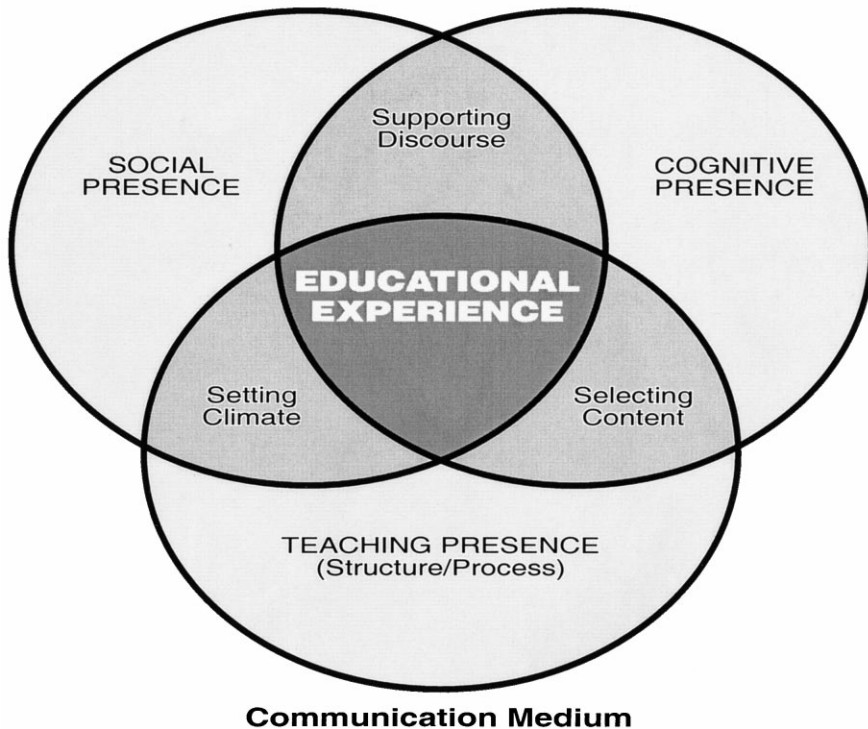 Supporting
Discourse
SOCIAL
PRESENCE
COGNITIVE
PRESENCE
EDUCATIONAL
EXPERIENCE
Setting
Climate
Selecting
Content
TEACHING PRESENCE
(Structure/Process)
Communication Medium